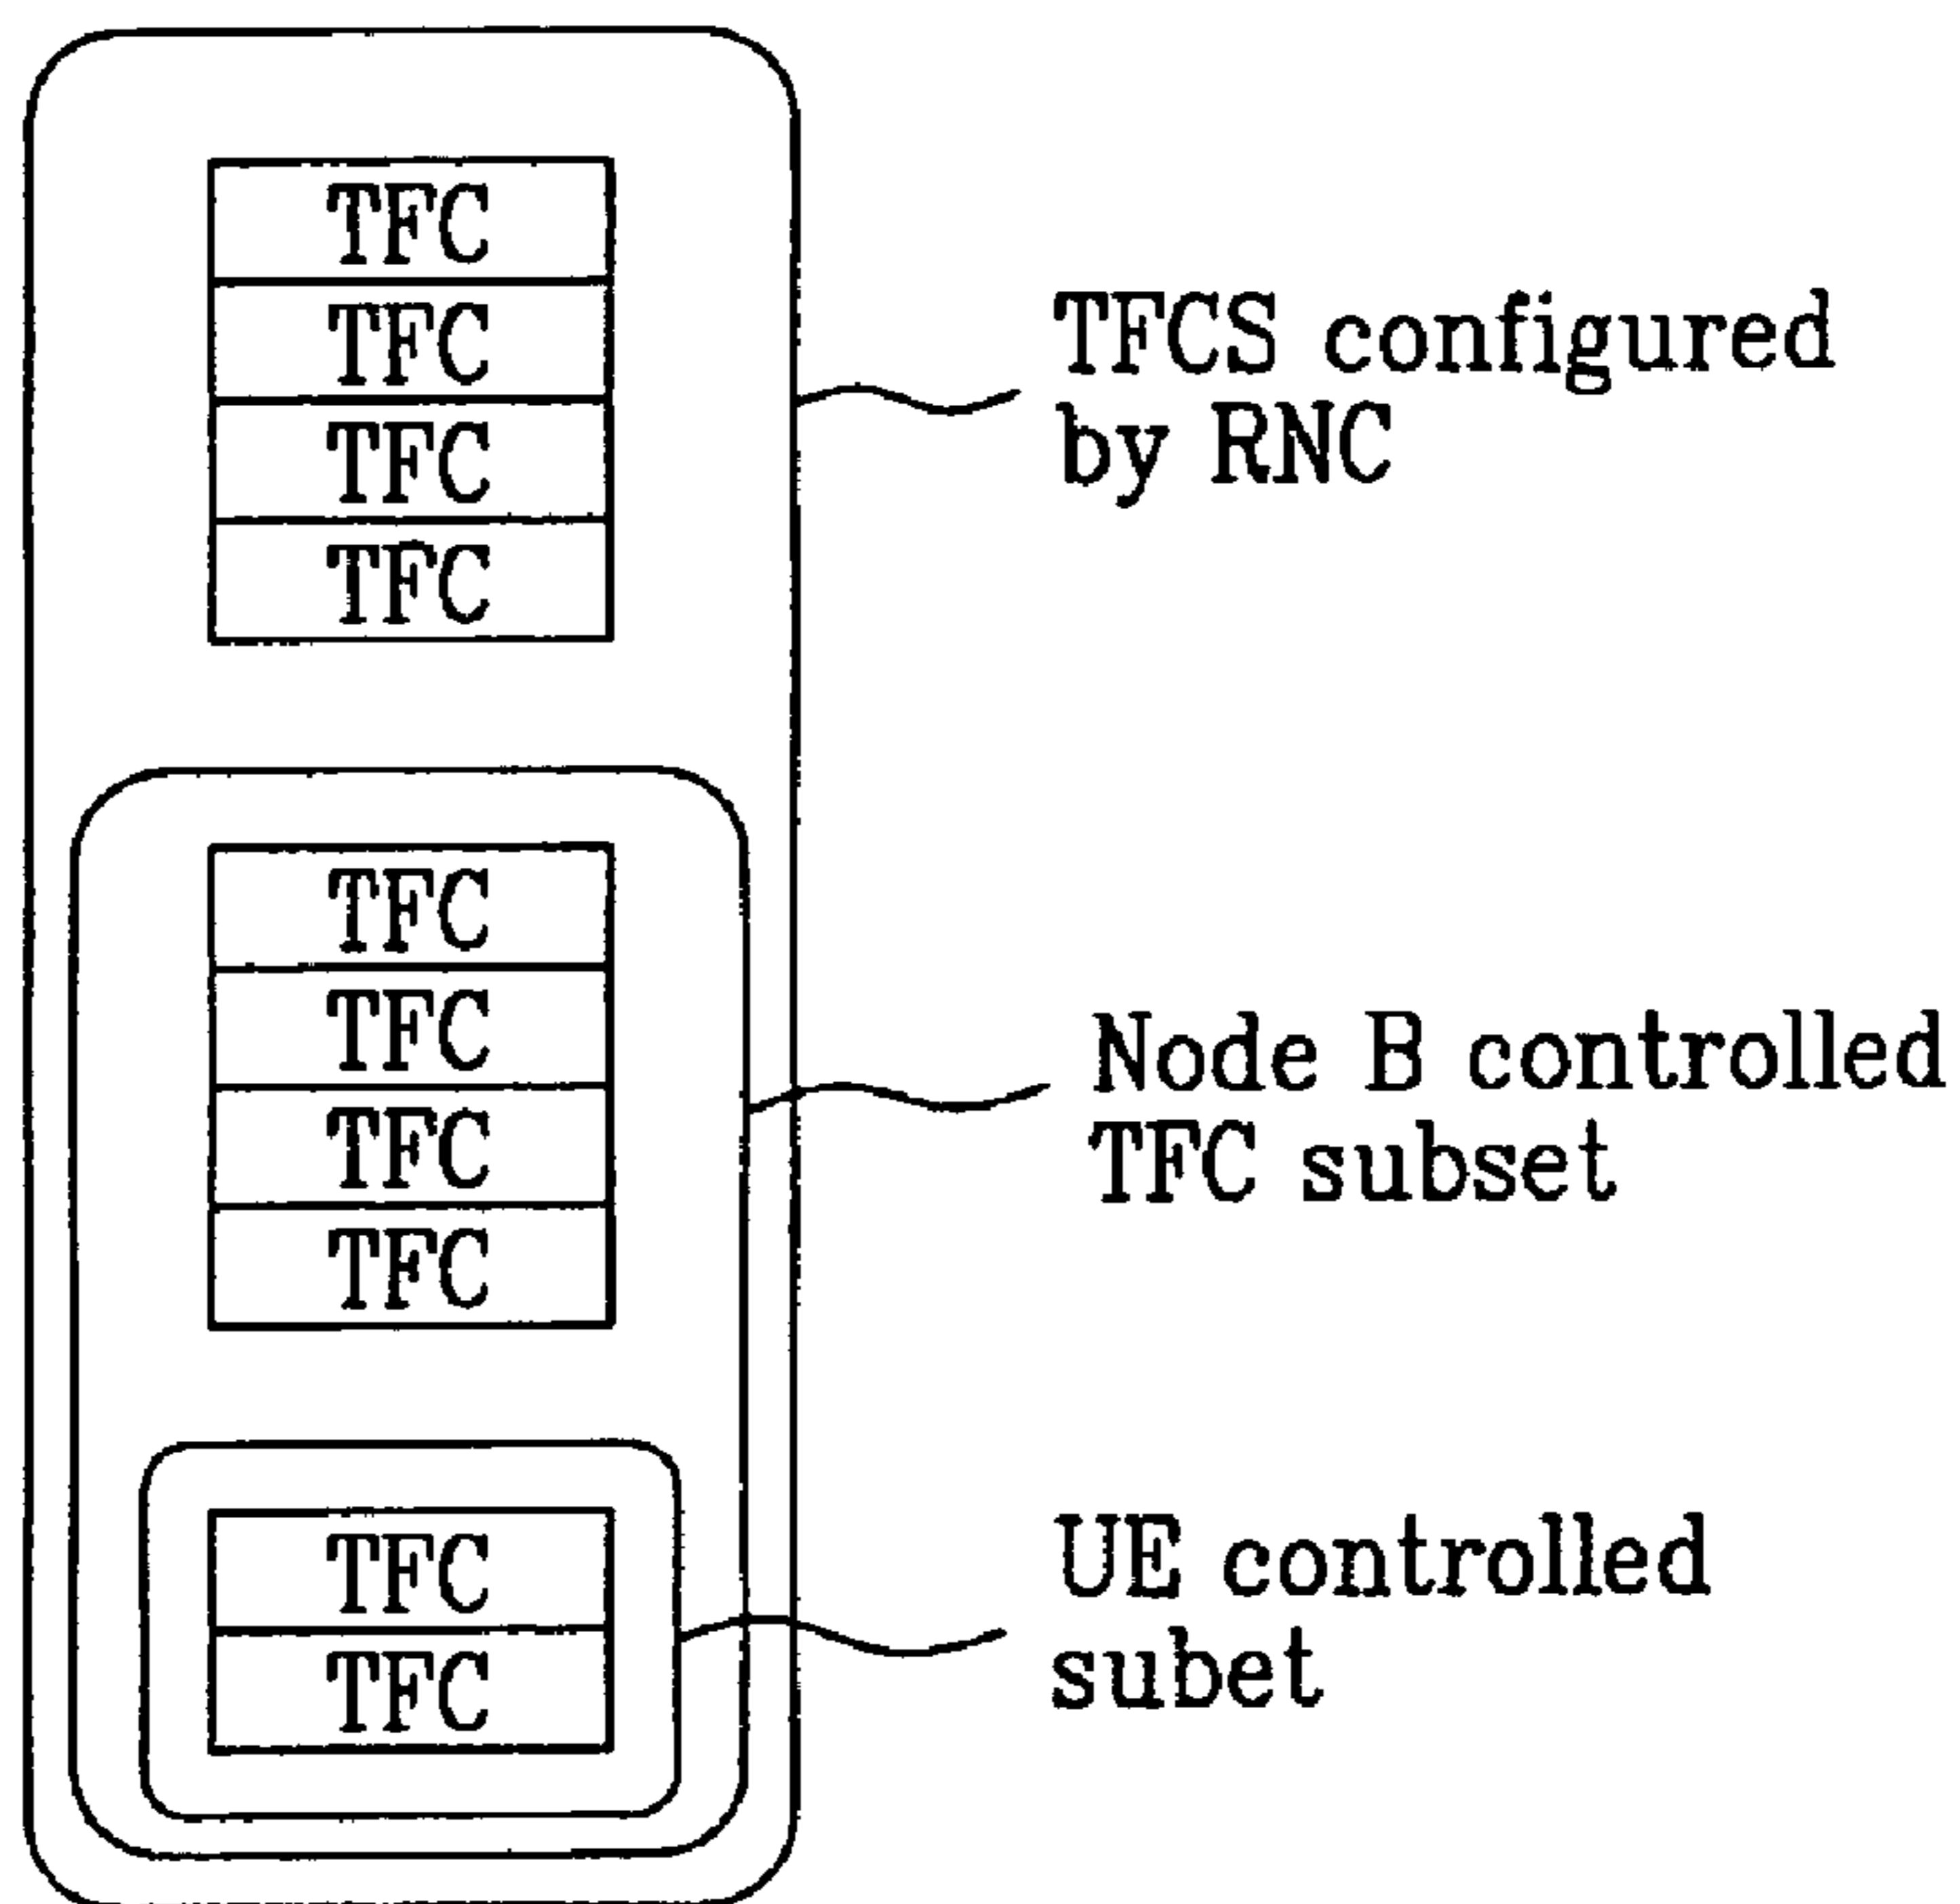 TFC
TFC
TFC
TFC
TFCS configured
by RNC
TFC
TFC
TFC
TFC
Node B controlled
TFC subset
TFC
TFC
UE controlled
subet